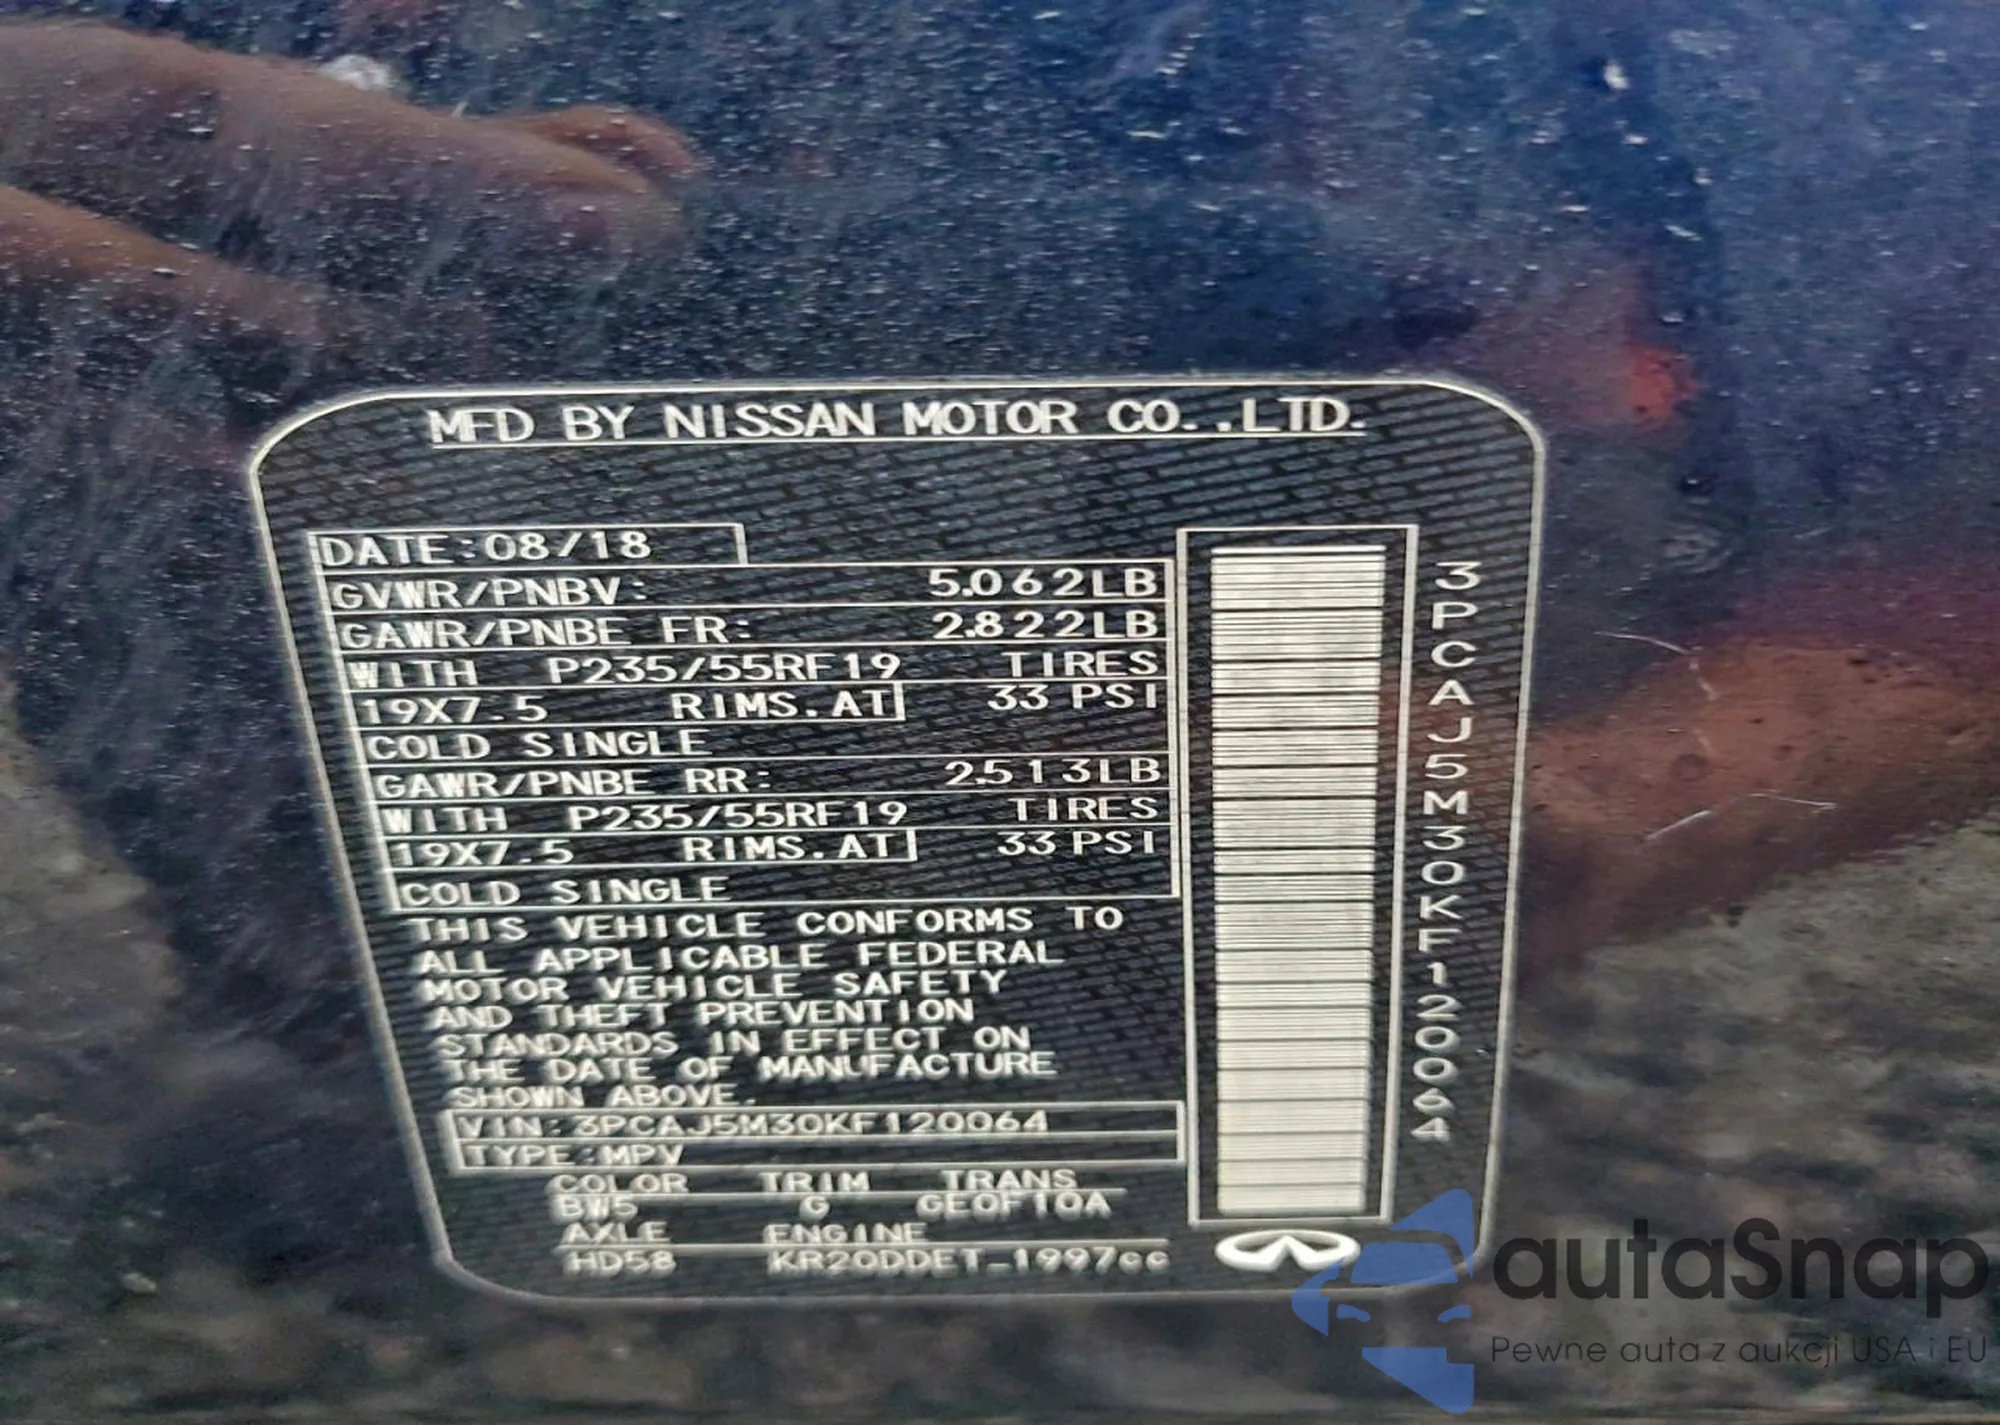 MFD BY NISSAN MOTOR CO.,LTD.
DATE:08/18
GVWR/PNBV: 5.062LB
GAWR/PNBE FR: 2.822LB
WITH P235/55RF19 TIRES
19X7.5 RIMS.AT 33 PSI
COLD SINGLE
GAWR/PNBE RR: 2.513LB
WITH P235/55RF19 TIRES
19X7.5 RIMS.AT 33 PSI
COLD SINGLE
THIS VEHICLE CONFORMS TO
ALL APPLICABLE FEDERAL
MOTOR VEHICLE SAFETY
AND THEFT PREVENTION
STANDARDS IN EFFECT ON
THE DATE OF MANUFACTURE
SHOWN ABOVE.
VIN:3PCAJ5M30KF120064
TYPE:MPV
COLOR TRIM TRANS
BW5 G GE0F10A
AXLE ENGINE
HD58 KR20DDET-1997cc
3PCAJ5M30KF120064
autaSnap
Pewne auta z aukcji USA i EU